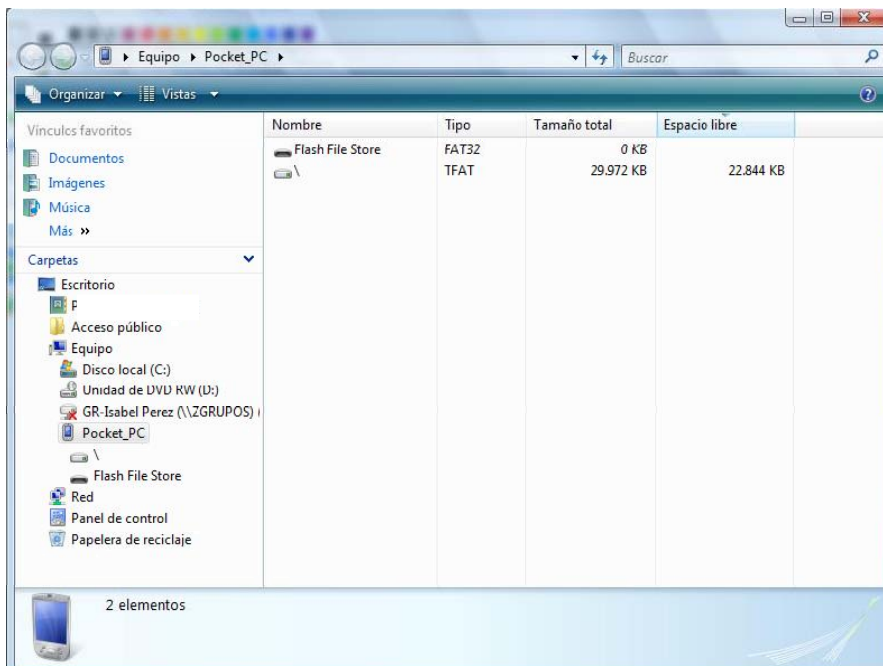 Equipo ▸ Pocket_PC ▸ Buscar
Organizar Vistas
Vínculos favoritos
Documentos
Imágenes
Música
Más »
Carpetas
Escritorio
P
Acceso público
Equipo
Disco local (C:)
Unidad de DVD RW (D:)
GR-Isabel Perez (\\ZGRUPOS) (
Pocket_PC
\
Flash File Store
Red
Panel de control
Papelera de reciclaje
Nombre Tipo Tamaño total Espacio libre
Flash File Store FAT32 0 KB
\ TFAT 29.972 KB 22.844 KB
2 elementos